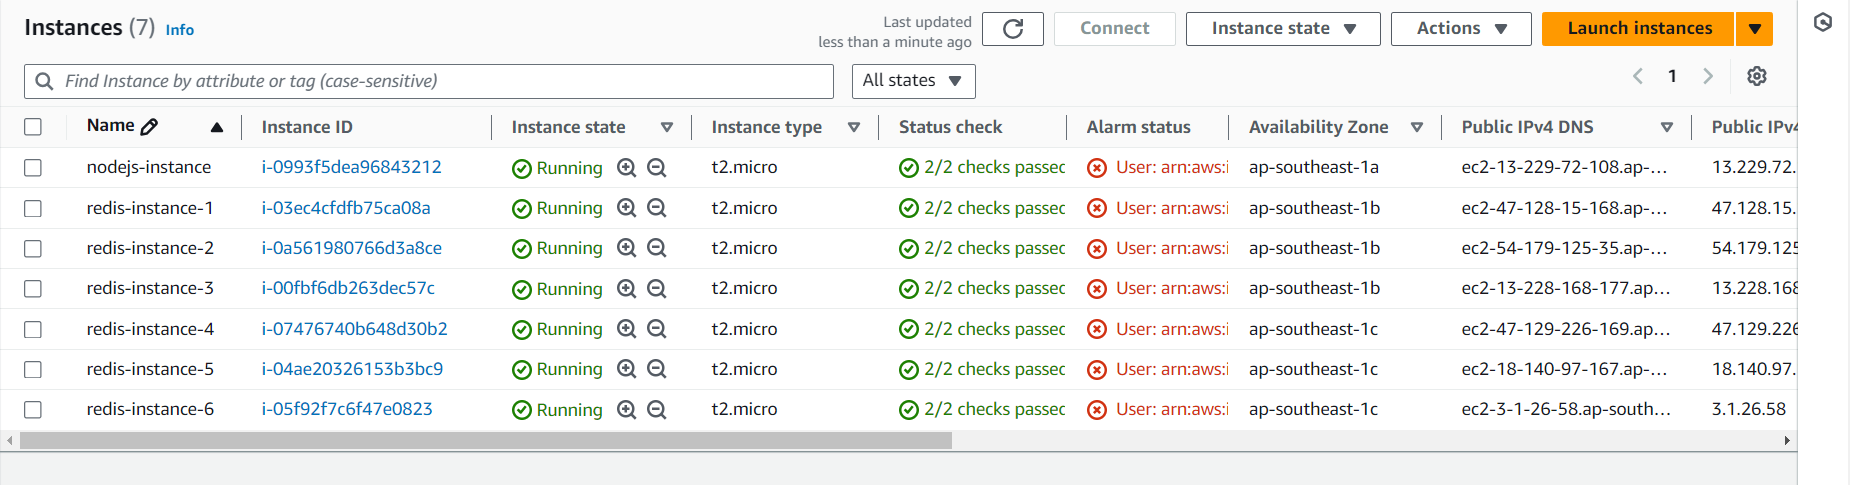 Instances (7) Info
Last updated
less than a minute ago
Connect
Instance state
Actions
Launch instances
Find Instance by attribute or tag (case-sensitive)
All states
1
Name Instance ID Instance state Instance type Status check Alarm status Availability Zone Public IPv4 DNS Public IPv4
nodejs-instance i-0993f5dea96843212 Running t2.micro 2/2 checks passec User: arn:aws:i ap-southeast-1a ec2-13-229-72-108.ap-... 13.229.72.
redis-instance-1 i-03ec4cfdfb75ca08a Running t2.micro 2/2 checks passec User: arn:aws:i ap-southeast-1b ec2-47-128-15-168.ap-... 47.128.15.
redis-instance-2 i-0a561980766d3a8ce Running t2.micro 2/2 checks passec User: arn:aws:i ap-southeast-1b ec2-54-179-125-35.ap-... 54.179.125
redis-instance-3 i-00fbf6db263dec57c Running t2.micro 2/2 checks passec User: arn:aws:i ap-southeast-1b ec2-13-228-168-177.ap... 13.228.168
redis-instance-4 i-07476740b648d30b2 Running t2.micro 2/2 checks passec User: arn:aws:i ap-southeast-1c ec2-47-129-226-169.ap... 47.129.226
redis-instance-5 i-04ae20326153b3bc9 Running t2.micro 2/2 checks passec User: arn:aws:i ap-southeast-1c ec2-18-140-97-167.ap-... 18.140.97.
redis-instance-6 i-05f92f7c6f47e0823 Running t2.micro 2/2 checks passec User: arn:aws:i ap-southeast-1c ec2-3-1-26-58.ap-south... 3.1.26.58